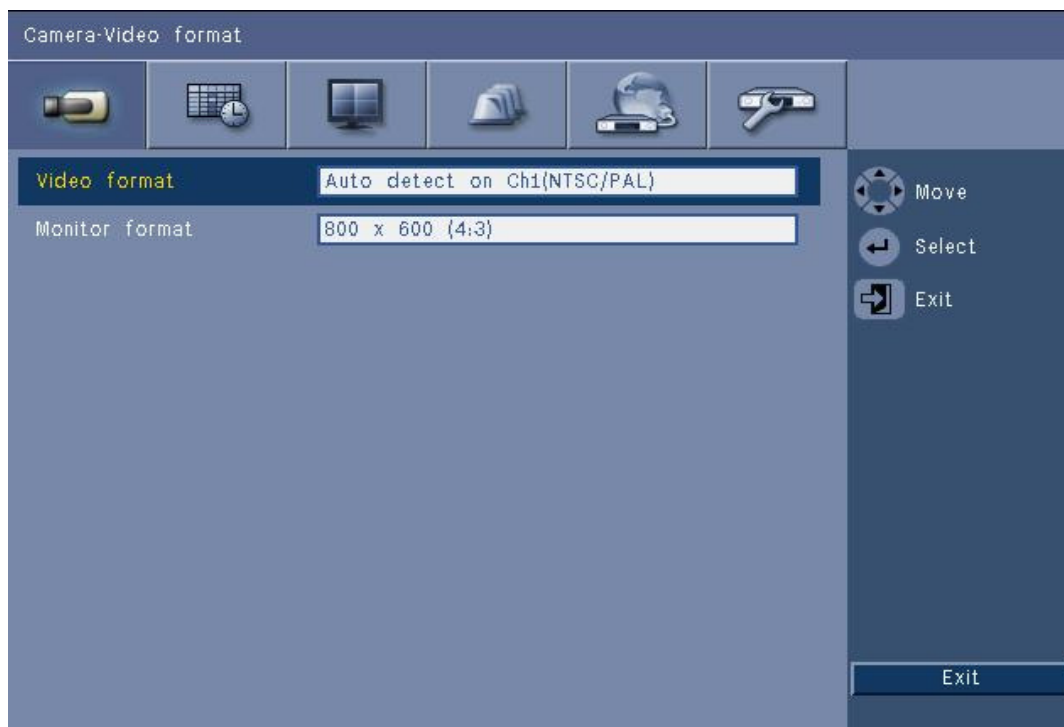 Camera-Video format
Video format
Auto detect on Ch1(NTSC/PAL)
Monitor format
800 x 600 (4:3)
Move
Select
Exit
Exit